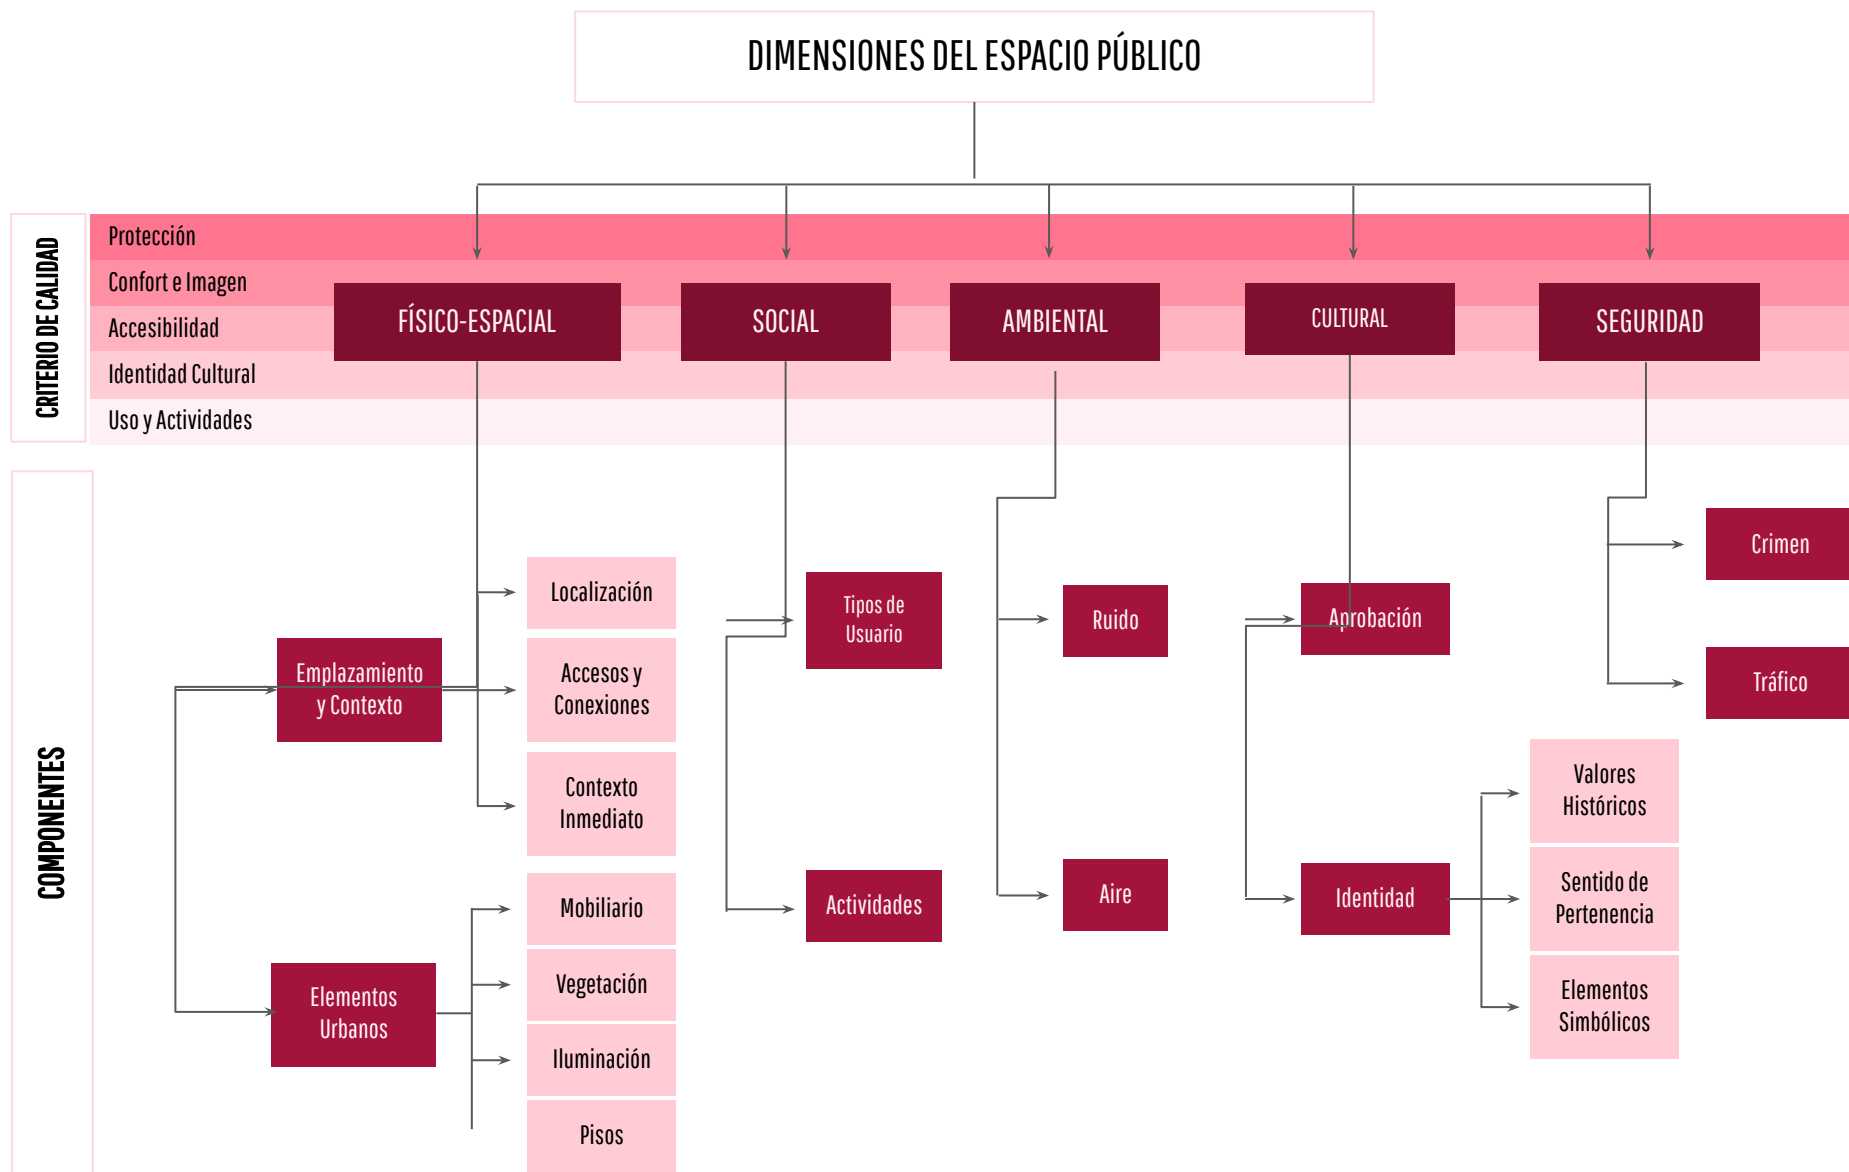 DIMENSIONES DEL ESPACIO PÚBLICO
CRITERIO DE CALIDAD
Protección
Confort e Imagen
Accesibilidad
Identidad Cultural
Uso y Actividades
FÍSICO-ESPACIAL
SOCIAL
AMBIENTAL
CULTURAL
SEGURIDAD
COMPONENTES
Emplazamiento
y Contexto
Localización
Accesos y
Conexiones
Contexto
Inmediato
Elementos
Urbanos
Mobiliario
Vegetación
Iluminación
Pisos
Tipos de
Usuario
Actividades
Ruido
Aire
Aprobación
Identidad
Valores
Históricos
Sentido de
Pertenencia
Elementos
Simbólicos
Crimen
Tráfico